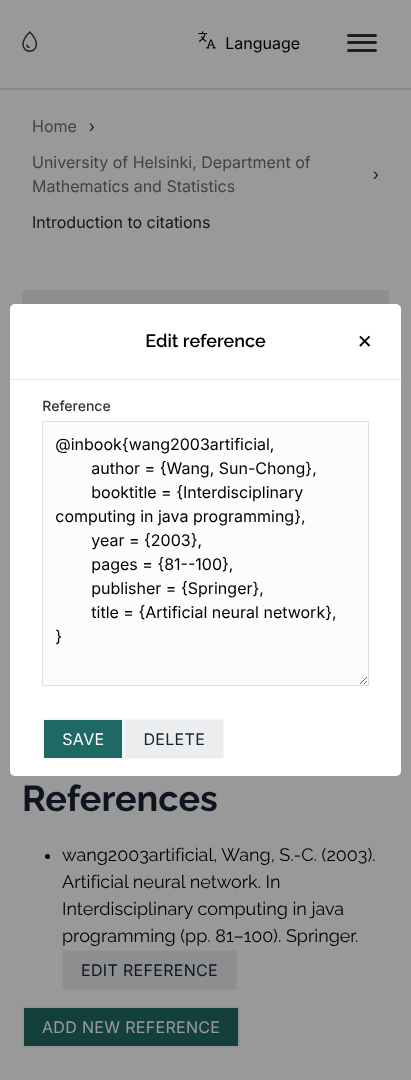 Language
Home ›
University of Helsinki, Department of
Mathematics and Statistics ›
Introduction to citations
Edit reference
Reference
@inbook{wang2003artificial,
author = {Wang, Sun-Chong},
booktitle = {Interdisciplinary
computing in java programming},
year = {2003},
pages = {81--100},
publisher = {Springer},
title = {Artificial neural network},
}
SAVE DELETE
References
• wang2003artificial, Wang, S.-C. (2003).
Artificial neural network. In
Interdisciplinary computing in java
programming (pp. 81–100). Springer.
EDIT REFERENCE
ADD NEW REFERENCE